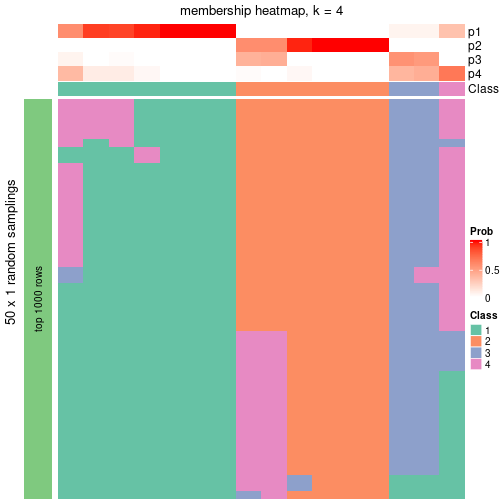 membership heatmap, k = 4
p1
p2
p3
p4
Class
50 x 1 random samplings
top 1000 rows
Prob
1
0.5
0
Class
1
2
3
4